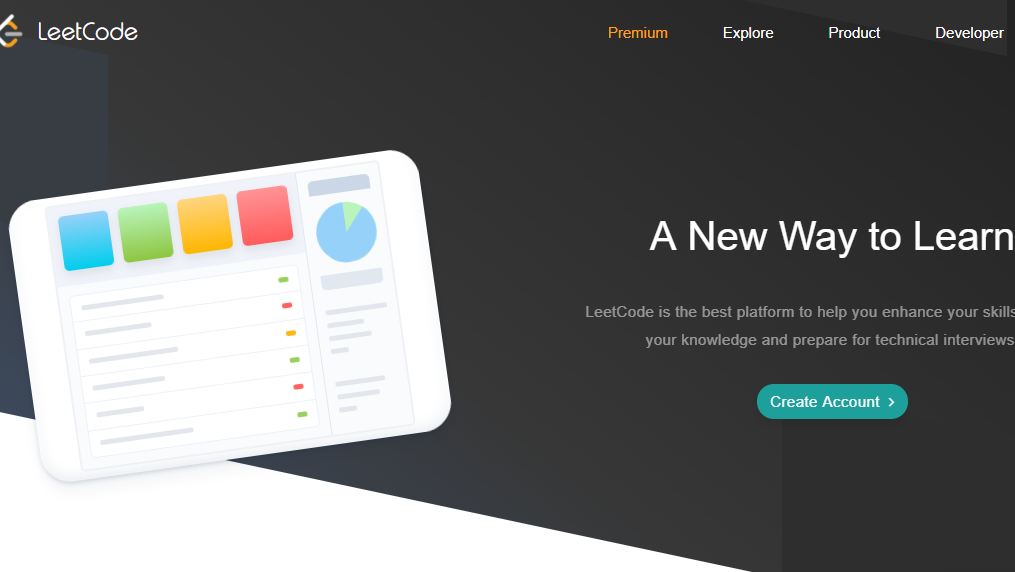 LeetCode
Premium Explore Product Developer
A New Way to Learn
LeetCode is the best platform to help you enhance your skills
your knowledge and prepare for technical interviews
Create Account